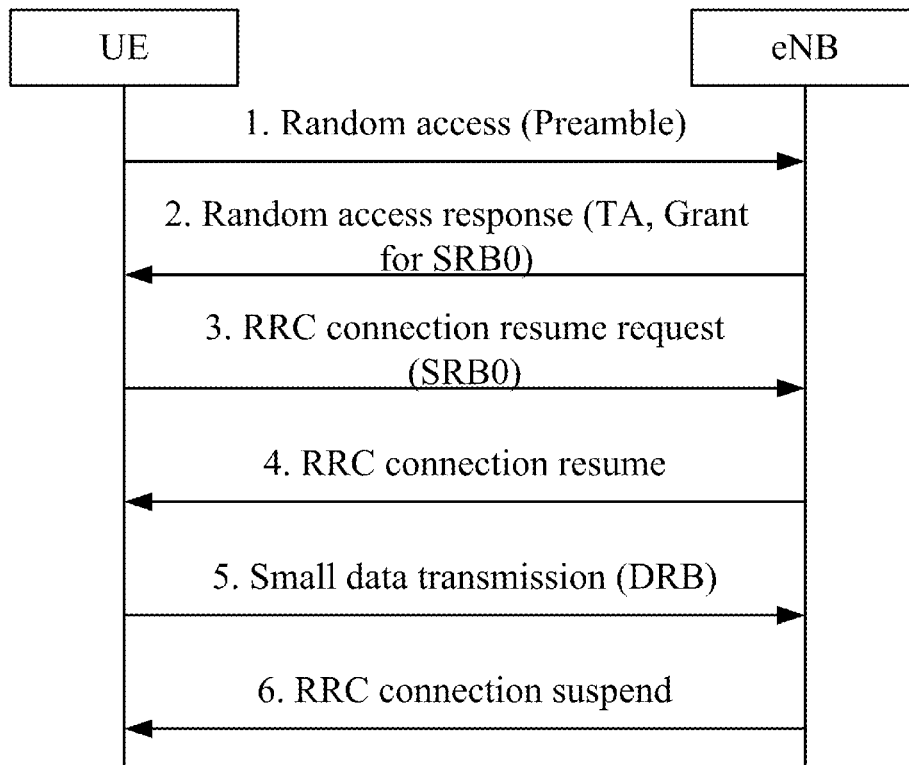 UE
eNB
1. Random access (Preamble)
2. Random access response (TA, Grant
for SRB0)
3. RRC connection resume request
(SRB0)
4. RRC connection resume
5. Small data transmission (DRB)
6. RRC connection suspend